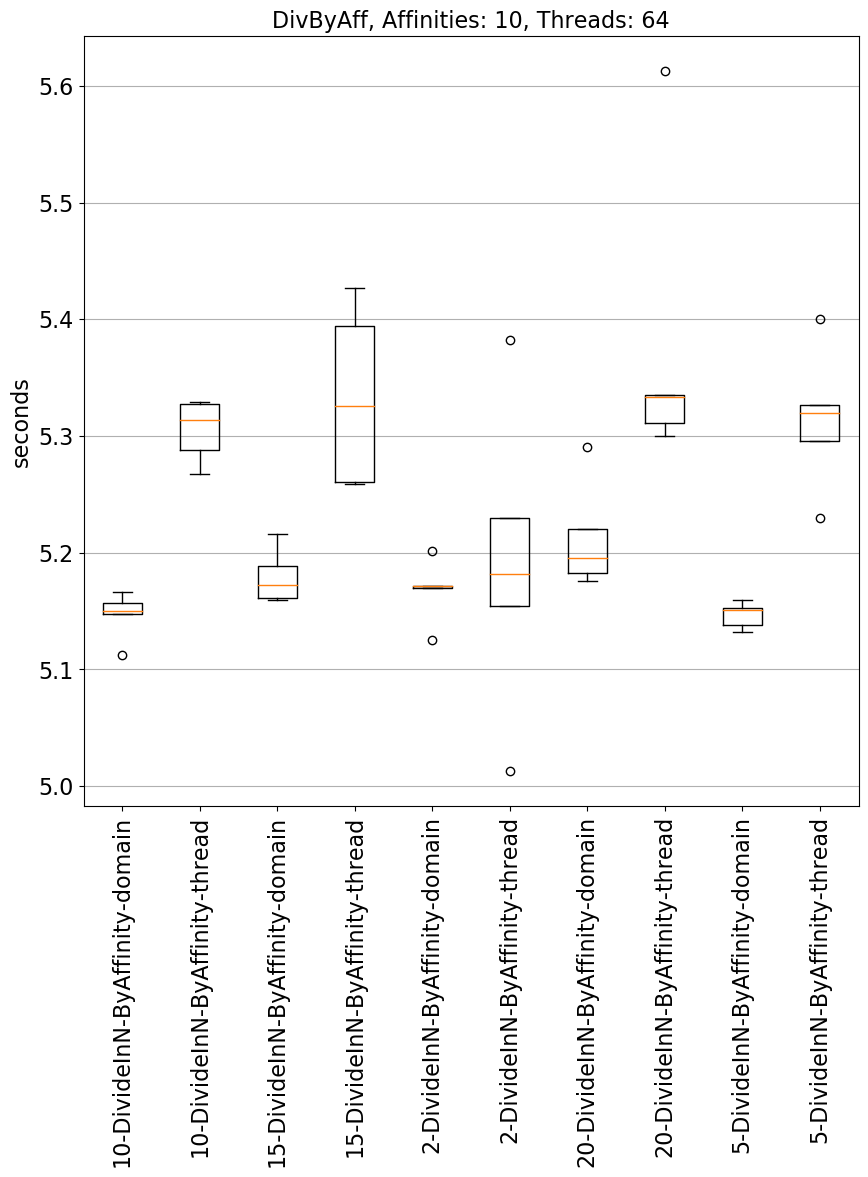 DivByAff, Affinities: 10, Threads: 64
seconds
5.6
5.5
5.4
5.3
5.2
5.1
5.0
10-DivideInN-ByAffinity-domain
10-DivideInN-ByAffinity-thread
15-DivideInN-ByAffinity-domain
15-DivideInN-ByAffinity-thread
2-DivideInN-ByAffinity-domain
2-DivideInN-ByAffinity-thread
20-DivideInN-ByAffinity-domain
20-DivideInN-ByAffinity-thread
5-DivideInN-ByAffinity-domain
5-DivideInN-ByAffinity-thread